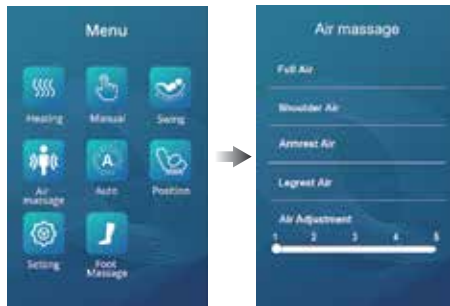 Menu
Heating Manual Swing
Air Auto Position
massage
Setting Foot
Massage
A
Air massage
Full Air
Shoulder Air
Armrest Air
Legrest Air
Air Adjustment
1 2 3 4 5